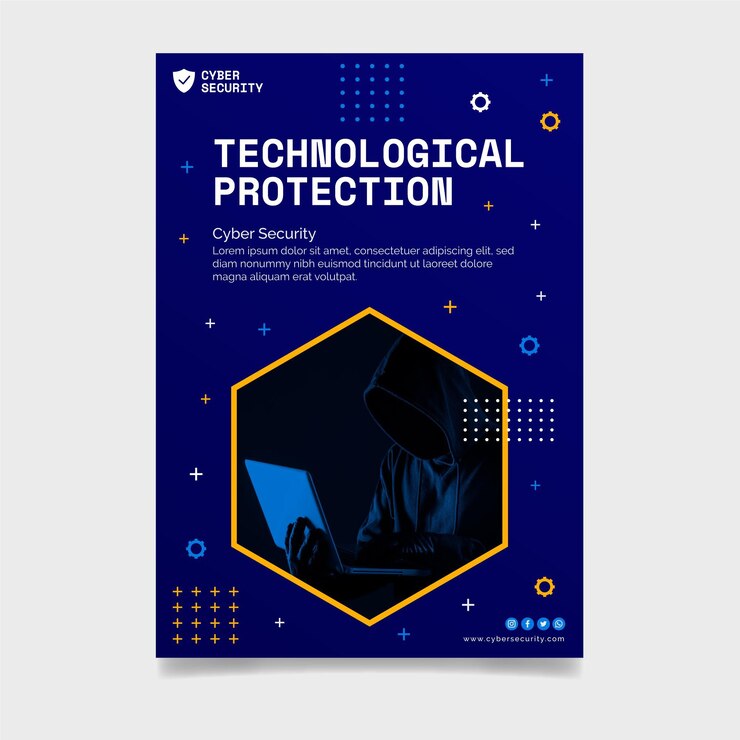 CYBER
SECURITY
TECHNOLOGICAL
PROTECTION
Cyber Security
Lorem ipsum dolor sit amet, consectetuer adipiscing elit, sed
diam nonummy nibh euismod tincidunt ut laoreet dolore
magna aliquam erat volutpat.
www.cybersecurity.com